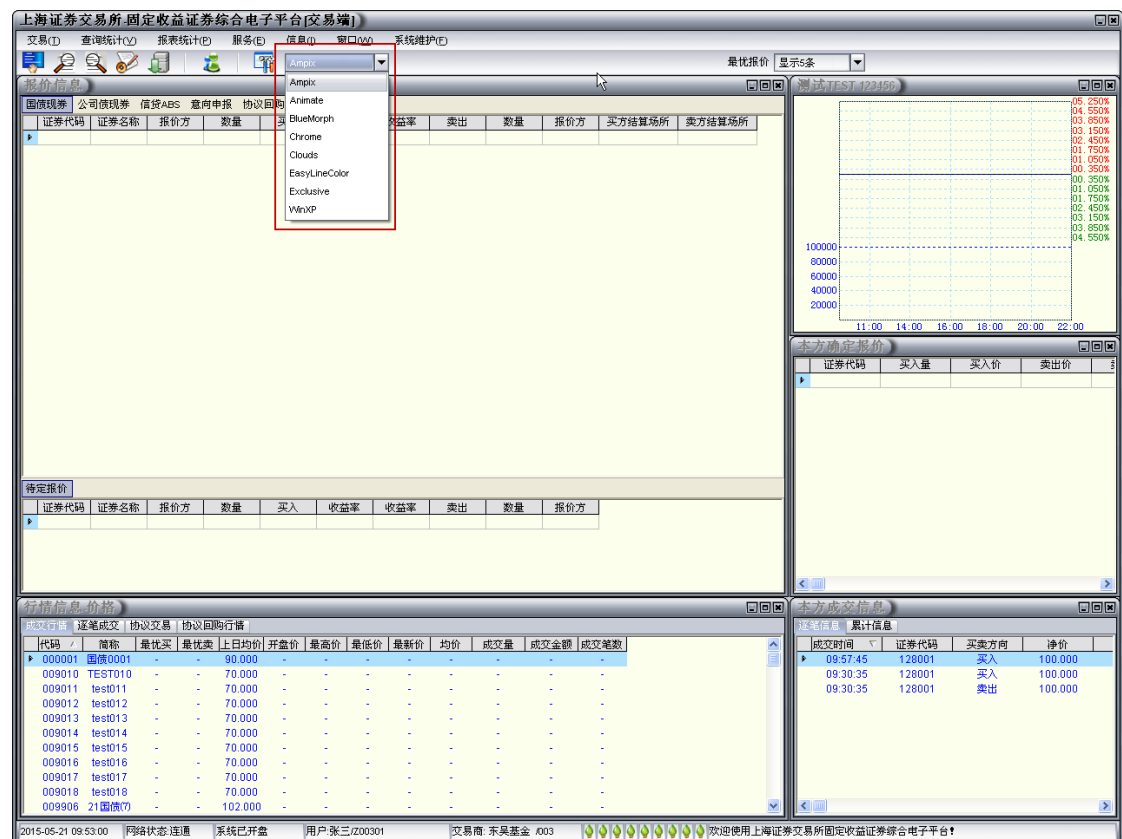 上海证券交易所-固定收益证券综合电子平台[交易端]
交易(T) 查询统计(V) 报表统计(P) 服务(E) 信息(I) 窗口(W) 系统维护(F)
Ampix 最优报价 显示5条
报价信息
国债现券 公司债现券 信贷ABS 意向申报 协议回购
证券代码 证券名称 报价方 数量 收益率 卖出 数量 报价方 买方结算场所 卖方结算场所
Ampix
Animate
BlueMorph
Chrome
Clouds
EasyLineColor
Exclusive
WinXP
测试TEST 123456
05.250%
04.550%
03.850%
03.150%
02.450%
01.750%
01.050%
00.350%
00.350%
01.050%
01.750%
02.450%
03.150%
03.850%
04.550%
100000
80000
60000
40000
20000
11:00 14:00 16:00 18:00 20:00 22:00
本方确定报价
证券代码 买入量 买入价 卖出价
待定报价
证券代码 证券名称 报价方 数量 买入 收益率 收益率 卖出 数量 报价方
行情信息-价格
成交行情 逐笔成交 协议交易 协议回购行情
代码 简称 最优买 最优卖 上日均价 开盘价 最高价 最低价 最新价 均价 成交量 成交金额 成交笔数
000001 国债0001 - - 90.000 - - - - - - - -
009010 TEST010 - - 70.000 - - - - - - - -
009011 test011 - - 70.000 - - - - - - - -
009012 test012 - - 70.000 - - - - - - - -
009013 test013 - - 70.000 - - - - - - - -
009014 test014 - - 70.000 - - - - - - - -
009015 test015 - - 70.000 - - - - - - - -
009016 test016 - - 70.000 - - - - - - - -
009017 test017 - - 70.000 - - - - - - - -
009018 test018 - - 70.000 - - - - - - - -
009906 21国债(7) - - 102.000 - - - - - - - -
本方成交信息
逐笔信息 累计信息
成交时间 证券代码 买卖方向 净价
09:57:45 128001 买入 100.000
09:30:35 128001 买入 100.000
09:30:35 128001 卖出 100.000
2015-05-21 09:53:00 网络状态:连通 系统已开盘 用户:张三/Z00301 交易商: 东吴基金 /003 欢迎使用上海证券交易所固定收益证券综合电子平台!